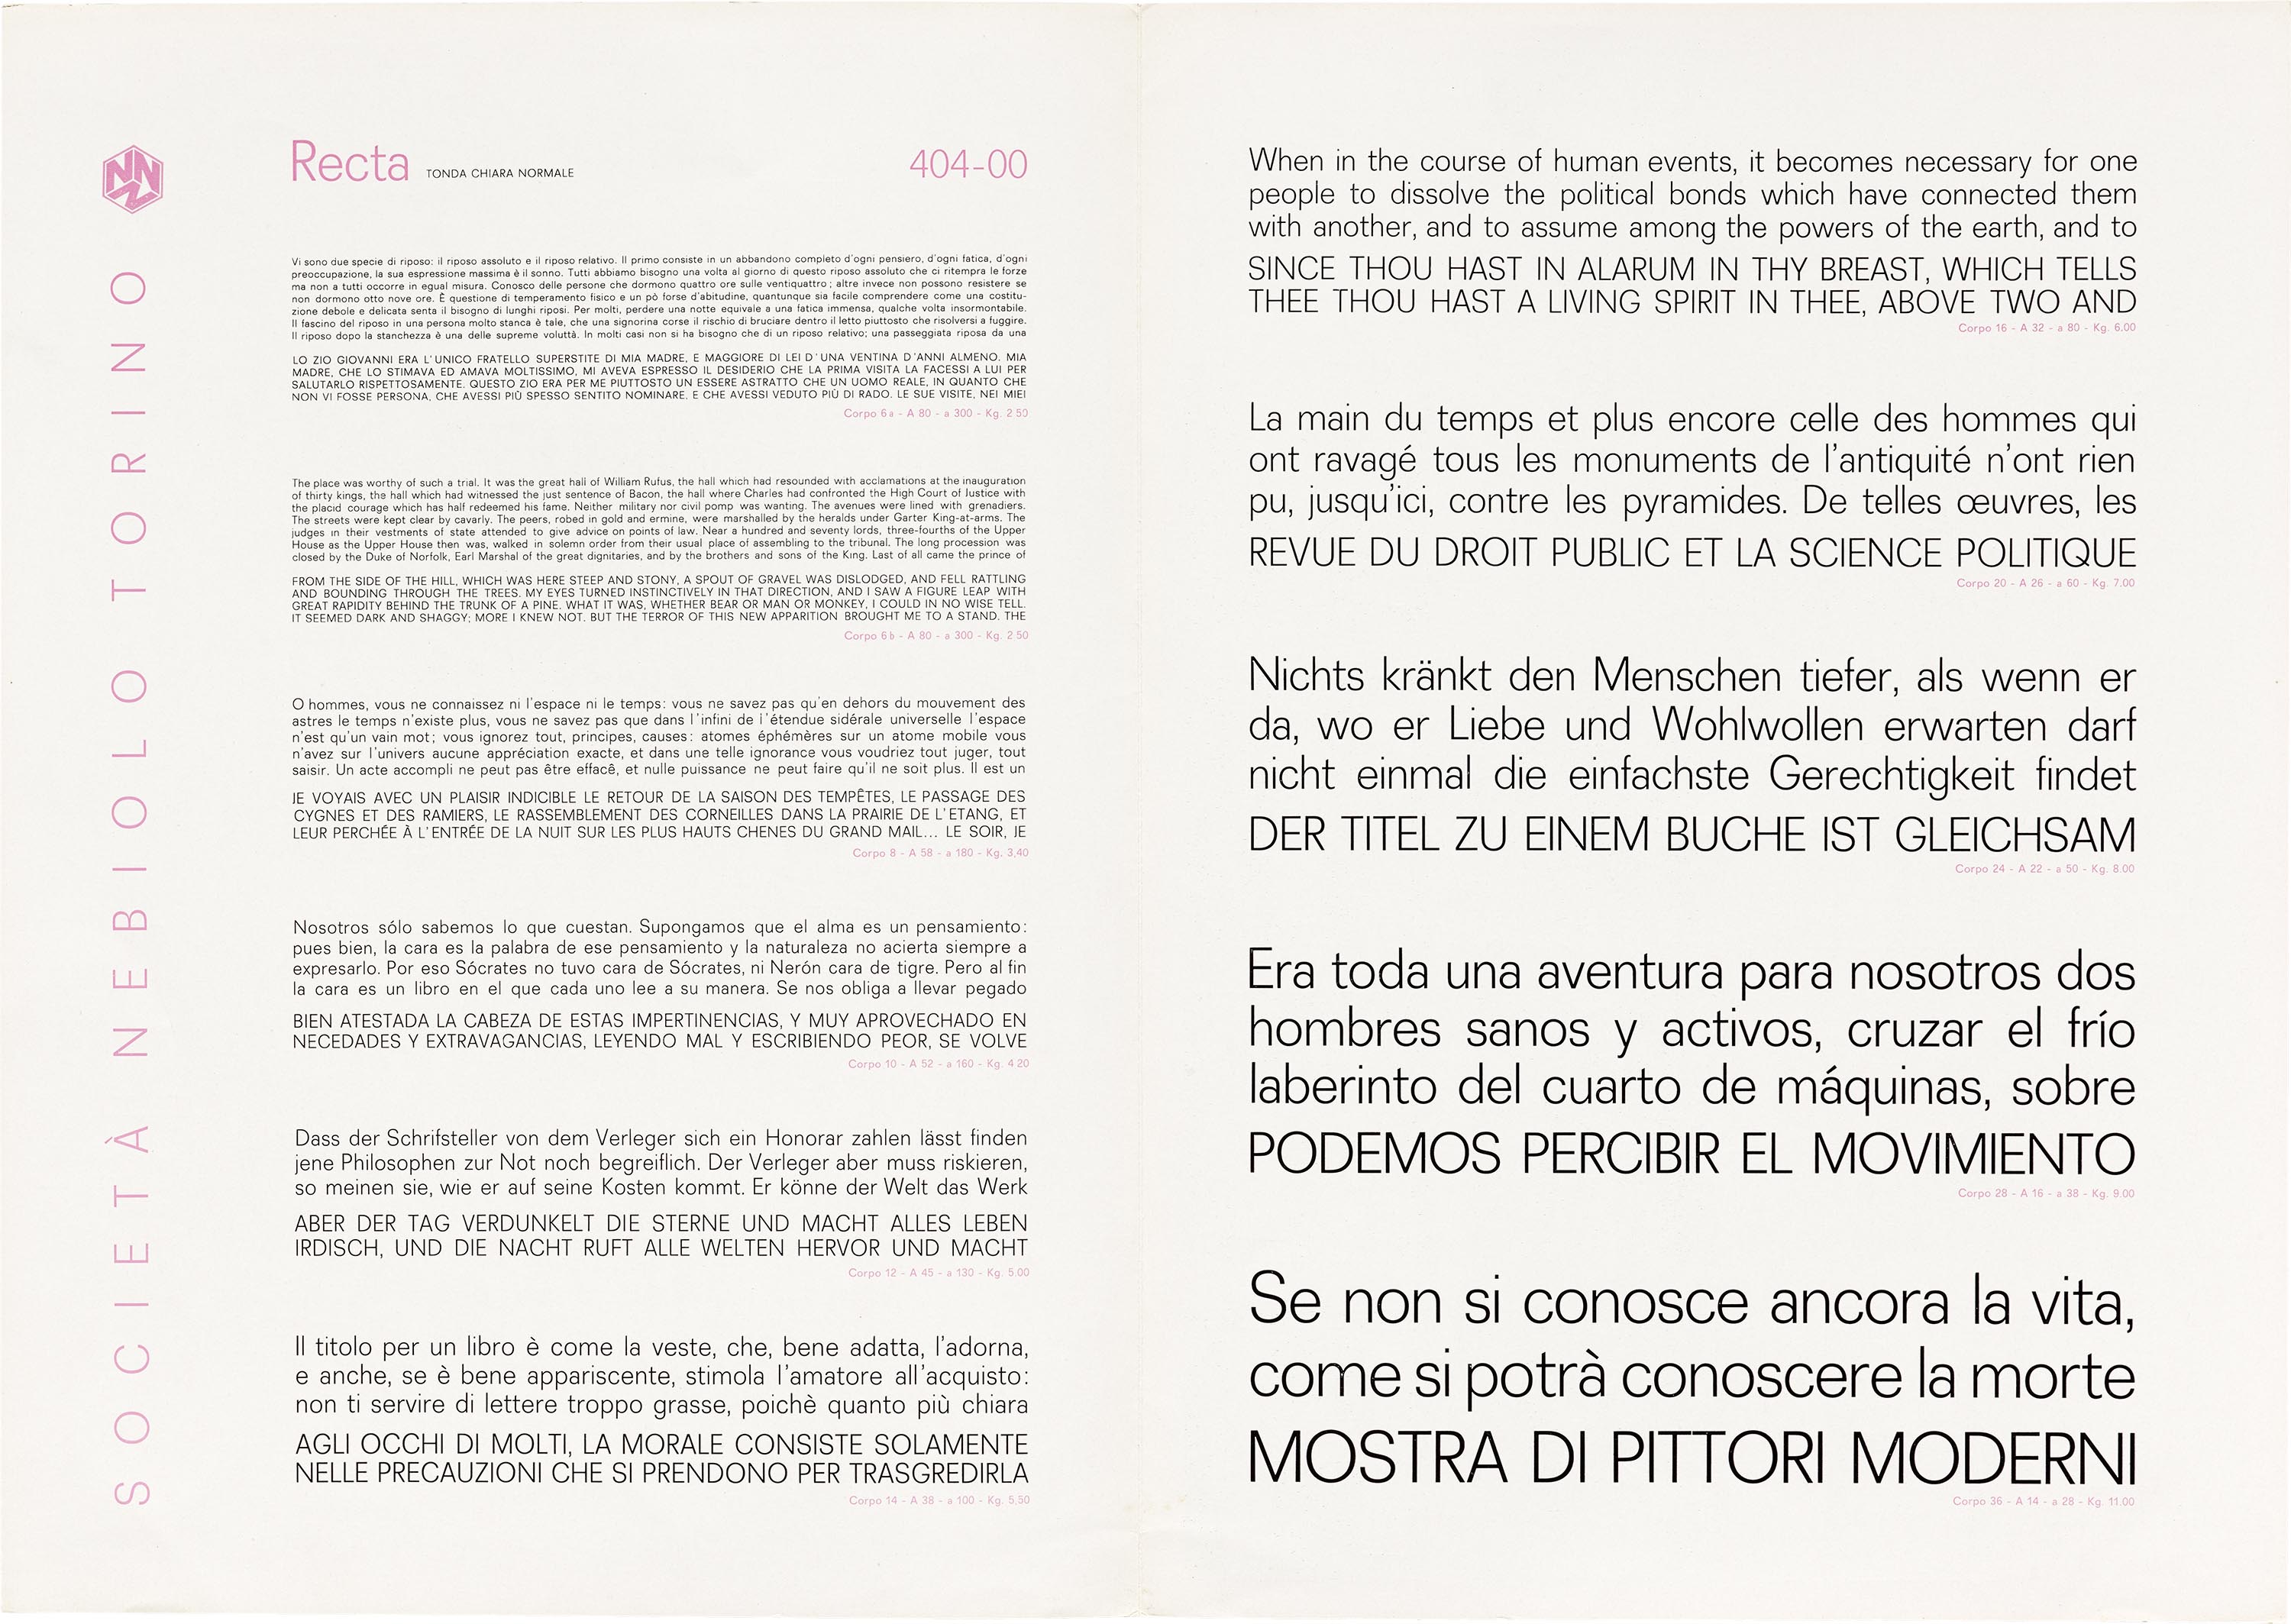 SOCIETÀ NEBIOLO TORINO
Recta TONDA CHIARA NORMALE 404-00
Vi sono due specie di riposo: il riposo assoluto e il riposo relativo. Il primo consiste in un abbandono completo d'ogni pensiero, d'ogni fatica, d'ogni
preoccupazione, la sua espressione massima è il sonno. Tutti abbiamo bisogno una volta al giorno di questo riposo assoluto che ci ritempra le forze
ma non a tutti occorre in egual misura. Conosco delle persone che dormono quattro ore sulle ventiquattro; altre invece non possono resistere se
non dormono otto nove ore. È questione di temperamento fisico e un pò forse d'abitudine, quantunque sia facile comprendere come una costitu-
zione debole e delicata senta il bisogno di lunghi riposi. Per molti, perdere una notte equivale a una fatica immensa, qualche volta insormontabile.
Il fascino del riposo in una persona molto stanca è tale, che una signorina corse il rischio di bruciare dentro il letto piuttosto che risolversi a fuggire.
Il riposo dopo la stanchezza è una delle supreme voluttà. In molti casi non si ha bisogno che di un riposo relativo; una passeggiata riposa da una
LO ZIO GIOVANNI ERA L'UNICO FRATELLO SUPERSTITE DI MIA MADRE, E MAGGIORE DI LEI D'UNA VENTINA D'ANNI ALMENO. MIA
MADRE, CHE LO STIMAVA ED AMAVA MOLTISSIMO, MI AVEVA ESPRESSO IL DESIDERIO CHE LA PRIMA VISITA LA FACESSI A LUI PER
SALUTARLO RISPETTOSAMENTE. QUESTO ZIO ERA PER ME PIUTTOSTO UN ESSERE ASTRATTO CHE UN UOMO REALE, IN QUANTO CHE
NON VI FOSSE PERSONA, CHE AVESSI PIÙ SPESSO SENTITO NOMINARE, E CHE AVESSI VEDUTO PIÙ DI RADO. LE SUE VISITE, NEI MIEI
Corpo 6a - A 80 - a 300 - Kg. 2 50
The place was worthy of such a trial. It was the great hall of William Rufus, the hall which had resounded with acclamations at the inauguration
of thirty kings, the hall which had witnessed the just sentence of Bacon, the hall where Charles had confronted the High Court of Justice with
the placid courage which has half redeemed his fame. Neither military nor civil pomp was wanting. The avenues were lined with grenadiers.
The streets were kept clear by cavarly. The peers, robed in gold and ermine, were marshalled by the heralds under Garter King-at-arms. The
judges in their vestments of state attended to give advice on points of law. Near a hundred and seventy lords, three-fourths of the Upper
House as the Upper House then was, walked in solemn order from their usual place of assembling to the tribunal. The long procession was
closed by the Duke of Norfolk, Earl Marshal of the great dignitaries, and by the brothers and sons of the King. Last of all came the prince of
FROM THE SIDE OF THE HILL, WHICH WAS HERE STEEP AND STONY, A SPOUT OF GRAVEL WAS DISLODGED, AND FELL RATTLING
AND BOUNDING THROUGH THE TREES. MY EYES TURNED INSTINCTIVELY IN THAT DIRECTION, AND I SAW A FIGURE LEAP WITH
GREAT RAPIDITY BEHIND THE TRUNK OF A PINE. WHAT IT WAS, WHETHER BEAR OR MAN OR MONKEY, I COULD IN NO WISE TELL.
IT SEEMED DARK AND SHAGGY; MORE I KNEW NOT. BUT THE TERROR OF THIS NEW APPARITION BROUGHT ME TO A STAND. THE
Corpo 6b - A 80 - a 300 - Kg. 2 50
O hommes, vous ne connaissez ni l'espace ni le temps: vous ne savez pas qu'en dehors du mouvement des
astres le temps n'existe plus, vous ne savez pas que dans l'infini de l'étendue sidérale universelle l'espace
n'est qu'un vain mot; vous ignorez tout, principes, causes: atomes éphémères sur un atome mobile vous
n'avez sur l'univers aucune appréciation exacte, et dans une telle ignorance vous voudriez tout juger, tout
saisir. Un acte accompli ne peut pas être effacê, et nulle puissance ne peut faire qu'il ne soit plus. Il est un
JE VOYAIS AVEC UN PLAISIR INDICIBLE LE RETOUR DE LA SAISON DES TEMPÊTES, LE PASSAGE DES
CYGNES ET DES RAMIERS, LE RASSEMBLEMENT DES CORNEILLES DANS LA PRAIRIE DE L'ETANG, ET
LEUR PERCHÉE À L'ENTRÉE DE LA NUIT SUR LES PLUS HAUTS CHENES DU GRAND MAIL... LE SOIR, JE
Corpo 8 - A 58 - a 180 - Kg. 3,40
Nosotros sólo sabemos lo que cuestan. Supongamos que el alma es un pensamiento:
pues bien, la cara es la palabra de ese pensamiento y la naturaleza no acierta siempre a
expresarlo. Por eso Sócrates no tuvo cara de Sócrates, ni Nerón cara de tigre. Pero al fin
la cara es un libro en el que cada uno lee a su manera. Se nos obliga a llevar pegado
BIEN ATESTADA LA CABEZA DE ESTAS IMPERTINENCIAS, Y MUY APROVECHADO EN
NECEDADES Y EXTRAVAGANCIAS, LEYENDO MAL Y ESCRIBIENDO PEOR, SE VOLVE
Corpo 10 - A 52 - a 160 - Kg. 4 20
Dass der Schrifsteller von dem Verleger sich ein Honorar zahlen lässt finden
jene Philosophen zur Not noch begreiflich. Der Verleger aber muss riskieren,
so meinen sie, wie er auf seine Kosten kommt. Er könne der Welt das Werk
ABER DER TAG VERDUNKELT DIE STERNE UND MACHT ALLES LEBEN
IRDISCH, UND DIE NACHT RUFT ALLE WELTEN HERVOR UND MACHT
Corpo 12 - A 45 - a 130 - Kg. 5.00
Il titolo per un libro è come la veste, che, bene adatta, l'adorna,
e anche, se è bene appariscente, stimola l'amatore all'acquisto:
non ti servire di lettere troppo grasse, poichè quanto più chiara
AGLI OCCHI DI MOLTI, LA MORALE CONSISTE SOLAMENTE
NELLE PRECAUZIONI CHE SI PRENDONO PER TRASGREDIRLA
Corpo 14 - A 38 - a 100 - Kg. 5,50
When in the course of human events, it becomes necessary for one
people to dissolve the political bonds which have connected them
with another, and to assume among the powers of the earth, and to
SINCE THOU HAST IN ALARUM IN THY BREAST, WHICH TELLS
THEE THOU HAST A LIVING SPIRIT IN THEE, ABOVE TWO AND
Corpo 16 - A 32 - a 80 - Kg. 6.00
La main du temps et plus encore celle des hommes qui
ont ravagé tous les monuments de l'antiquité n'ont rien
pu, jusqu'ici, contre les pyramides. De telles œuvres, les
REVUE DU DROIT PUBLIC ET LA SCIENCE POLITIQUE
Corpo 20 - A 26 - a 60 - Kg. 7.00
Nichts kränkt den Menschen tiefer, als wenn er
da, wo er Liebe und Wohlwollen erwarten darf
nicht einmal die einfachste Gerechtigkeit findet
DER TITEL ZU EINEM BUCHE IST GLEICHSAM
Corpo 24 - A 22 - a 50 - Kg. 8.00
Era toda una aventura para nosotros dos
hombres sanos y activos, cruzar el frío
laberinto del cuarto de máquinas, sobre
PODEMOS PERCIBIR EL MOVIMIENTO
Corpo 28 - A 16 - a 38 - Kg. 9.00
Se non si conosce ancora la vita,
come si potrà conoscere la morte
MOSTRA DI PITTORI MODERNI
Corpo 36 - A 14 - a 28 - Kg. 11.00